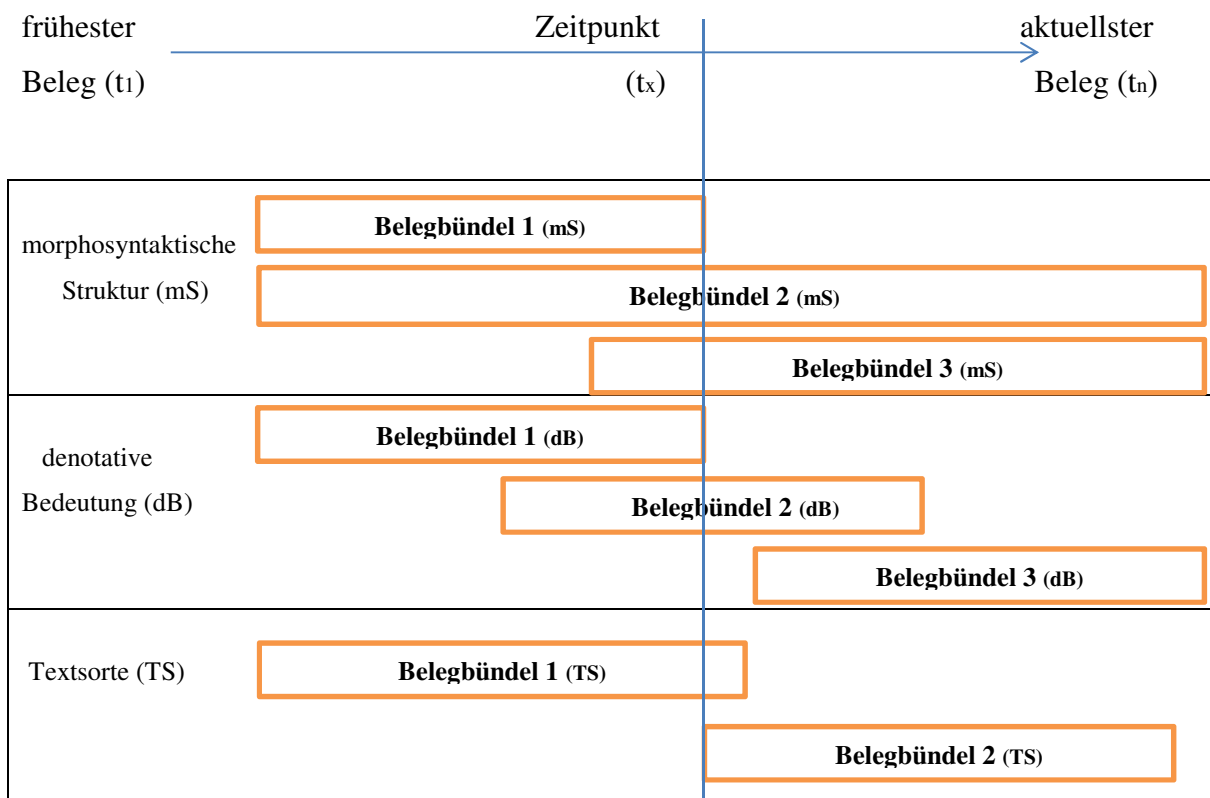 frühester Zeitpunkt aktuellster
Beleg (t1) (tx) Beleg (tn)
Belegbündel 1 (mS)
morphosyntaktische
Struktur (mS)
Belegbündel 2 (mS)
Belegbündel 3 (mS)
Belegbündel 1 (dB)
denotative
Bedeutung (dB)
Belegbündel 2 (dB)
Belegbündel 3 (dB)
Textsorte (TS)
Belegbündel 1 (TS)
Belegbündel 2 (TS)